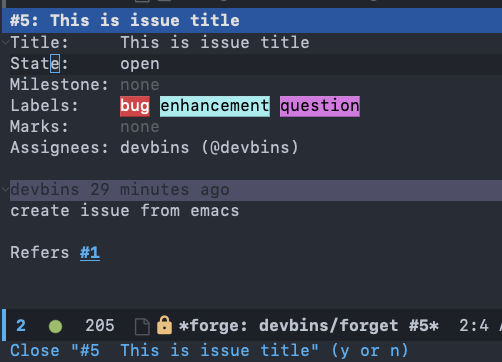 #5: This is issue title
Title: This is issue title
State: open
Milestone: none
Labels: bug enhancement question
Marks: none
Assignees: devbins (@devbins)
devbins 29 minutes ago
create issue from emacs
Refers #1
2 205 *forge: devbins/forget #5* 2:4
Close "#5 This is issue title" (y or n)